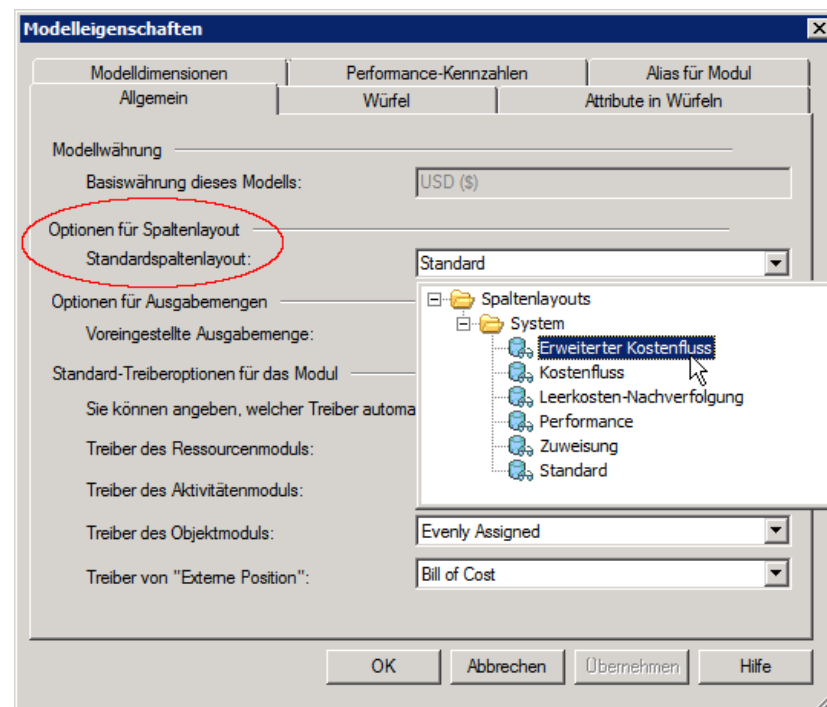 Modelleigenschaften
Modelldimensionen Performance-Kennzahlen Alias für Modul
Allgemein Würfel Attribute in Würfeln
Modellwährung
Basiswährung dieses Modells: USD ($)
Optionen für Spaltenlayout
Standardspaltenlayout: Standard
Optionen für Ausgabemengen
Voreingestellte Ausgabemenge:
Standard-Treiberoptionen für das Modul
Sie können angeben, welcher Treiber automa
Treiber des Ressourcenmoduls:
Treiber des Aktivitätenmoduls:
Spaltenlayouts
System
Erweiterter Kostenfluss
Kostenfluss
Leerkosten-Nachverfolgung
Performance
Zuweisung
Standard
Treiber des Objektmoduls: Evenly Assigned
Treiber von "Externe Position": Bill of Cost
OK Abbrechen Übernehmen Hilfe